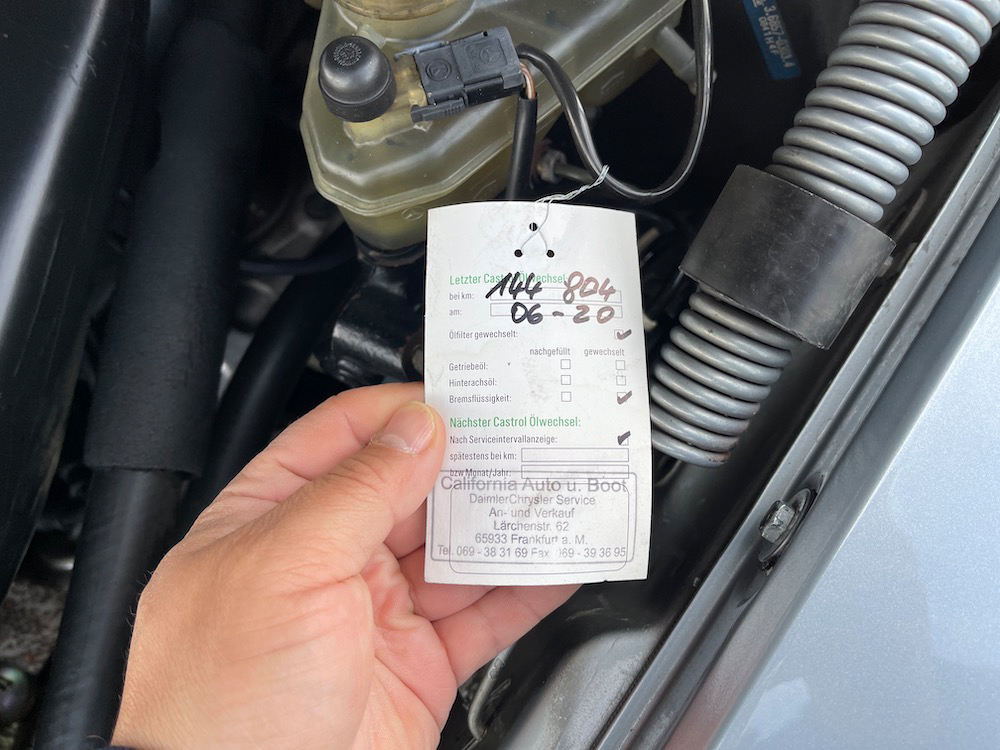 Letzter Castrol Ölwechsel
bei km: 144 804
am: 06-20
Ölfilter gewechselt:
nachgefüllt gewechselt
Getriebeöl:
Hinterachsöl:
Bremsflüssigkeit:
Nächster Castrol Ölwechsel:
Nach Serviceintervallanzeige:
spätestens bei km:
bzw Monat/Jahr:
California Auto u. Boot
DaimlerChrysler Service
An- und Verkauf
Lärchenstr. 62
65933 Frankfurt a. M.
Tel. 069 - 38 31 69 Fax 069 - 39 36 95